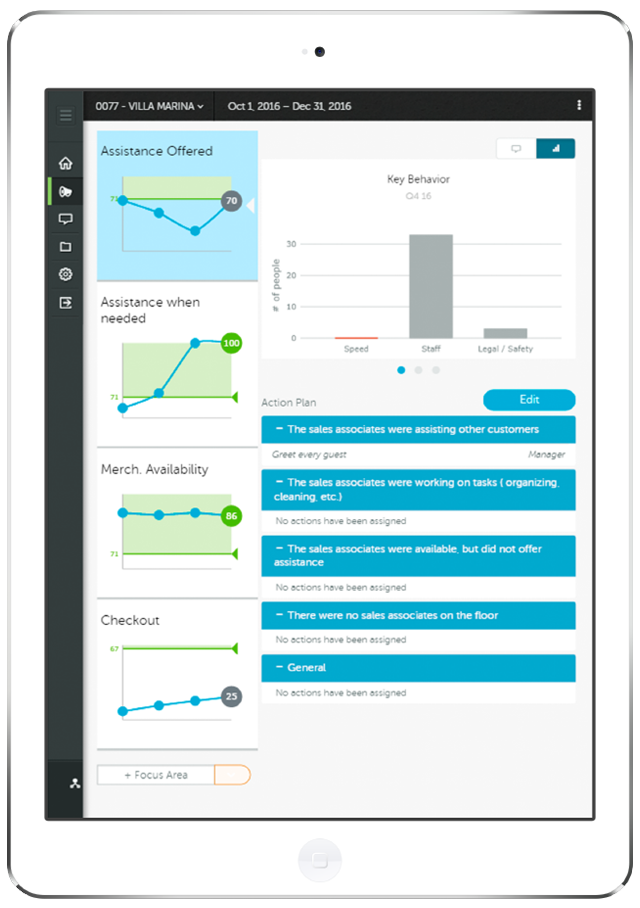 0077 - VILLA MARINA
Oct 1, 2016 – Dec 31, 2016
Assistance Offered
71
70
Assistance when
needed
100
71
Merch. Availability
86
71
Checkout
67
25
+ Focus Area
Key Behavior
Q4 16
# of people
30
20
10
0
Speed
Staff
Legal / Safety
Action Plan
Edit
– The sales associates were assisting other customers
Greet every guest
Manager
– The sales associates were working on tasks ( organizing,
cleaning, etc.)
No actions have been assigned
– The sales associates were available, but did not offer
assistance
No actions have been assigned
– There were no sales associates on the floor
No actions have been assigned
– General
No actions have been assigned